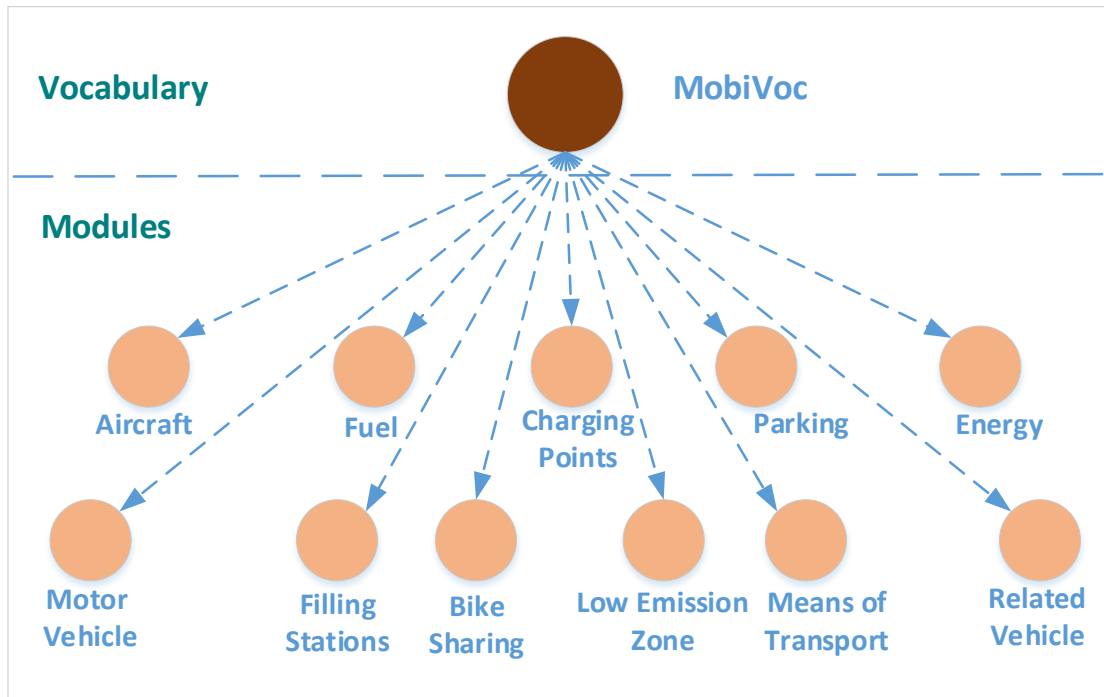 Vocabulary
MobiVoc
Modules
Aircraft
Fuel
Charging
Points
Parking
Energy
Motor
Vehicle
Filling
Stations
Bike
Sharing
Low Emission
Zone
Means of
Transport
Related
Vehicle